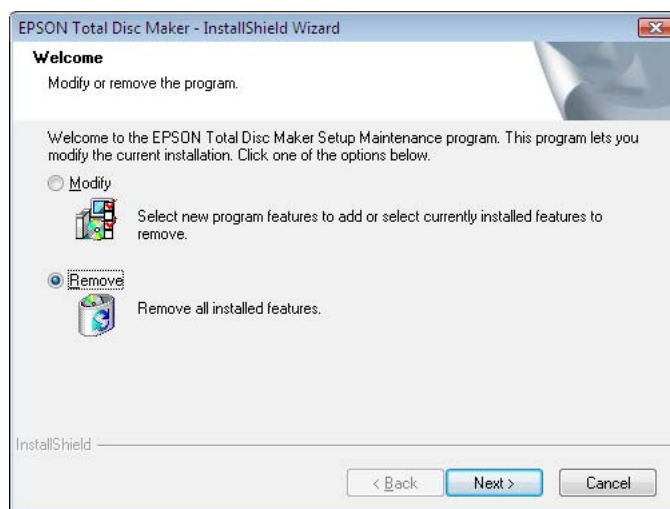 EPSON Total Disc Maker - InstallShield Wizard
Welcome
Modify or remove the program.
Welcome to the EPSON Total Disc Maker Setup Maintenance program. This program lets you
modify the current installation. Click one of the options below.
Modify
Select new program features to add or select currently installed features to
remove.
Remove
Remove all installed features.
InstallShield
< Back
Next >
Cancel